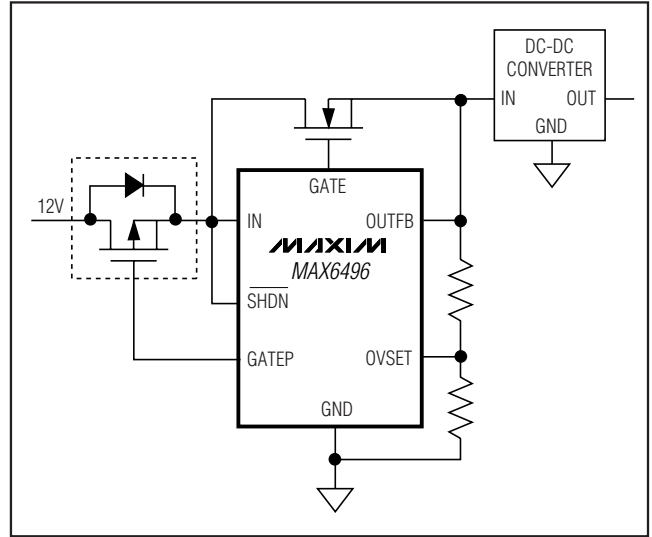 DC-DC
CONVERTER
IN OUT
GND
12V
GATE
IN OUTFB
MAXIM
MAX6496
SHDN
GATEP OVSET
GND